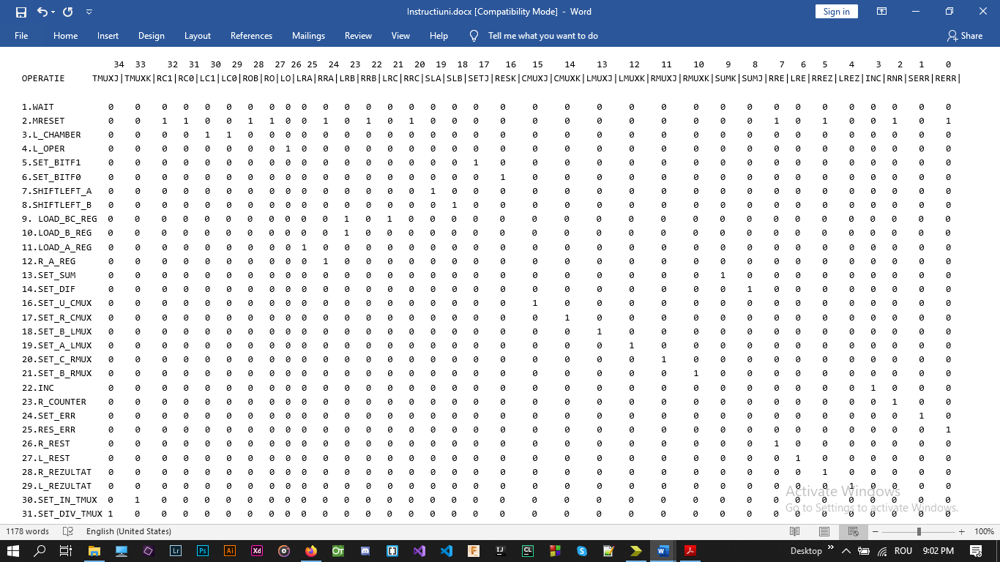 Instructiuni.docx [Compatibility Mode] - Word
Sign in
File Home Insert Design Layout References Mailings Review View Help Tell me what you want to do Share
34 33 32 31 30 29 28 27 26 25 24 23 22 21 20 19 18 17 16 15 14 13 12 11 10 9 8 7 6 5 4 3 2 1 0
OPERATIE TMUXJ|TMUXK|RC1|RC0|LC1|LC0|ROB|RO|LO|LRA|RRA|LRB|RRB|LRC|RRC|SLA|SLB|SETJ|RESK|CMUXJ|CMUXK|LMUXJ|LMUXK|RMUXJ|RMUXK|SUMK|SUMJ|RRE|LRE|RREZ|LREZ|INC|RNR|SERR|RERR|
1.WAIT 0 0 0 0 0 0 0 0 0 0 0 0 0 0 0 0 0 0 0 0 0 0 0 0 0 0 0 0 0 0 0 0 0 0 0
2.MRESET 0 0 1 1 0 0 1 1 0 0 1 0 1 0 1 0 0 0 0 0 0 0 0 0 0 0 0 1 0 1 0 0 1 0 1
3.L_CHAMBER 0 0 0 0 1 1 0 0 0 0 0 0 0 0 0 0 0 0 0 0 0 0 0 0 0 0 0 0 0 0 0 0 0 0 0
4.L_OPER 0 0 0 0 0 0 0 0 1 0 0 0 0 0 0 0 0 0 0 0 0 0 0 0 0 0 0 0 0 0 0 0 0 0 0
5.SET_BITF1 0 0 0 0 0 0 0 0 0 0 0 0 0 0 0 0 0 1 0 0 0 0 0 0 0 0 0 0 0 0 0 0 0 0 0
6.SET_BITF0 0 0 0 0 0 0 0 0 0 0 0 0 0 0 0 0 0 0 1 0 0 0 0 0 0 0 0 0 0 0 0 0 0 0 0
7.SHIFTLEFT_A 0 0 0 0 0 0 0 0 0 0 0 0 0 0 0 1 0 0 0 0 0 0 0 0 0 0 0 0 0 0 0 0 0 0 0
8.SHIFTLEFT_B 0 0 0 0 0 0 0 0 0 0 0 0 0 0 0 0 1 0 0 0 0 0 0 0 0 0 0 0 0 0 0 0 0 0 0
9. LOAD_BC_REG 0 0 0 0 0 0 0 0 0 0 0 1 0 1 0 0 0 0 0 0 0 0 0 0 0 0 0 0 0 0 0 0 0 0 0
10.LOAD_B_REG 0 0 0 0 0 0 0 0 0 0 0 1 0 0 0 0 0 0 0 0 0 0 0 0 0 0 0 0 0 0 0 0 0 0 0
11.LOAD_A_REG 0 0 0 0 0 0 0 0 0 1 0 0 0 0 0 0 0 0 0 0 0 0 0 0 0 0 0 0 0 0 0 0 0 0 0
12.R_A_REG 0 0 0 0 0 0 0 0 0 0 1 0 0 0 0 0 0 0 0 0 0 0 0 0 0 0 0 0 0 0 0 0 0 0 0
13.SET_SUM 0 0 0 0 0 0 0 0 0 0 0 0 0 0 0 0 0 0 0 0 0 0 0 0 0 1 0 0 0 0 0 0 0 0 0
14.SET_DIF 0 0 0 0 0 0 0 0 0 0 0 0 0 0 0 0 0 0 0 0 0 0 0 0 0 0 1 0 0 0 0 0 0 0 0
16.SET_U_CMUX 0 0 0 0 0 0 0 0 0 0 0 0 0 0 0 0 0 0 0 1 0 0 0 0 0 0 0 0 0 0 0 0 0 0 0
17.SET_R_CMUX 0 0 0 0 0 0 0 0 0 0 0 0 0 0 0 0 0 0 0 0 1 0 0 0 0 0 0 0 0 0 0 0 0 0 0
18.SET_B_LMUX 0 0 0 0 0 0 0 0 0 0 0 0 0 0 0 0 0 0 0 0 0 1 0 0 0 0 0 0 0 0 0 0 0 0 0
19.SET_A_LMUX 0 0 0 0 0 0 0 0 0 0 0 0 0 0 0 0 0 0 0 0 0 0 1 0 0 0 0 0 0 0 0 0 0 0 0
20.SET_C_RMUX 0 0 0 0 0 0 0 0 0 0 0 0 0 0 0 0 0 0 0 0 0 0 0 1 0 0 0 0 0 0 0 0 0 0 0
21.SET_B_RMUX 0 0 0 0 0 0 0 0 0 0 0 0 0 0 0 0 0 0 0 0 0 0 0 0 1 0 0 0 0 0 0 0 0 0 0
22.INC 0 0 0 0 0 0 0 0 0 0 0 0 0 0 0 0 0 0 0 0 0 0 0 0 0 0 0 0 0 0 0 1 0 0 0
23.R_COUNTER 0 0 0 0 0 0 0 0 0 0 0 0 0 0 0 0 0 0 0 0 0 0 0 0 0 0 0 0 0 0 0 0 1 0 0
24.SET_ERR 0 0 0 0 0 0 0 0 0 0 0 0 0 0 0 0 0 0 0 0 0 0 0 0 0 0 0 0 0 0 0 0 0 1 0
25.RES_ERR 0 0 0 0 0 0 0 0 0 0 0 0 0 0 0 0 0 0 0 0 0 0 0 0 0 0 0 0 0 0 0 0 0 0 1
26.R_REST 0 0 0 0 0 0 0 0 0 0 0 0 0 0 0 0 0 0 0 0 0 0 0 0 0 0 0 1 0 0 0 0 0 0 0
27.L_REST 0 0 0 0 0 0 0 0 0 0 0 0 0 0 0 0 0 0 0 0 0 0 0 0 0 0 0 0 1 0 0 0 0 0 0
28.R_REZULTAT 0 0 0 0 0 0 0 0 0 0 0 0 0 0 0 0 0 0 0 0 0 0 0 0 0 0 0 0 0 1 0 0 0 0 0
29.L_REZULTAT 0 0 0 0 0 0 0 0 0 0 0 0 0 0 0 0 0 0 0 0 0 0 0 0 0 0 0 0 0 0 1 0 0 0 0
30.SET_IN_TMUX 0 1 0 0 0 0 0 0 0 0 0 0 0 0 0 0 0 0 0 0 0 0 0 0 0 0 0 0 0 0 0 0 0 0 0
31.SET_DIV_TMUX 1 0 0 0 0 0 0 0 0 0 0 0 0 0 0 0 0 0 0 0 0 0 0 0 0 0 0 0 0 0 0 0 0 0 0
Activate Windows
Go to Settings to activate Windows.
1178 words English (United States) 100%
Lr Ps Ai Xd IJ CL Desktop ROU 9:02 PM